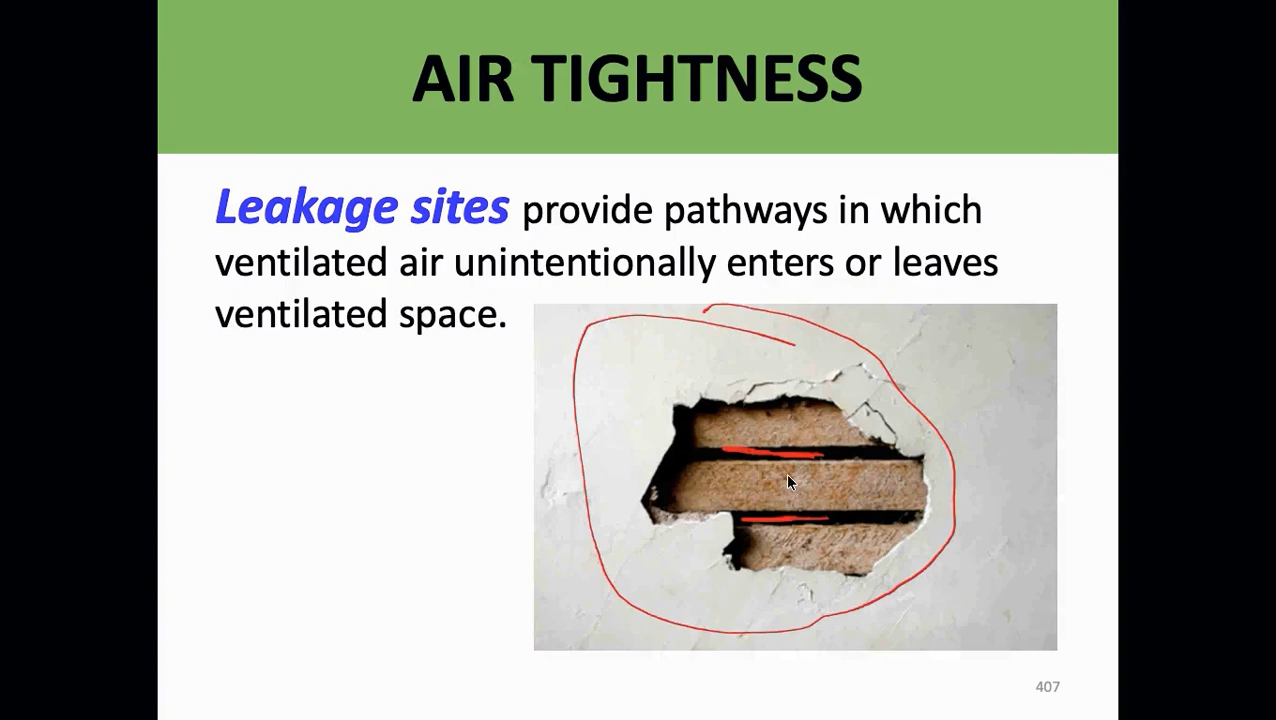 AIR TIGHTNESS
Leakage sites provide pathways in which
ventilated air unintentionally enters or leaves
ventilated space.
407